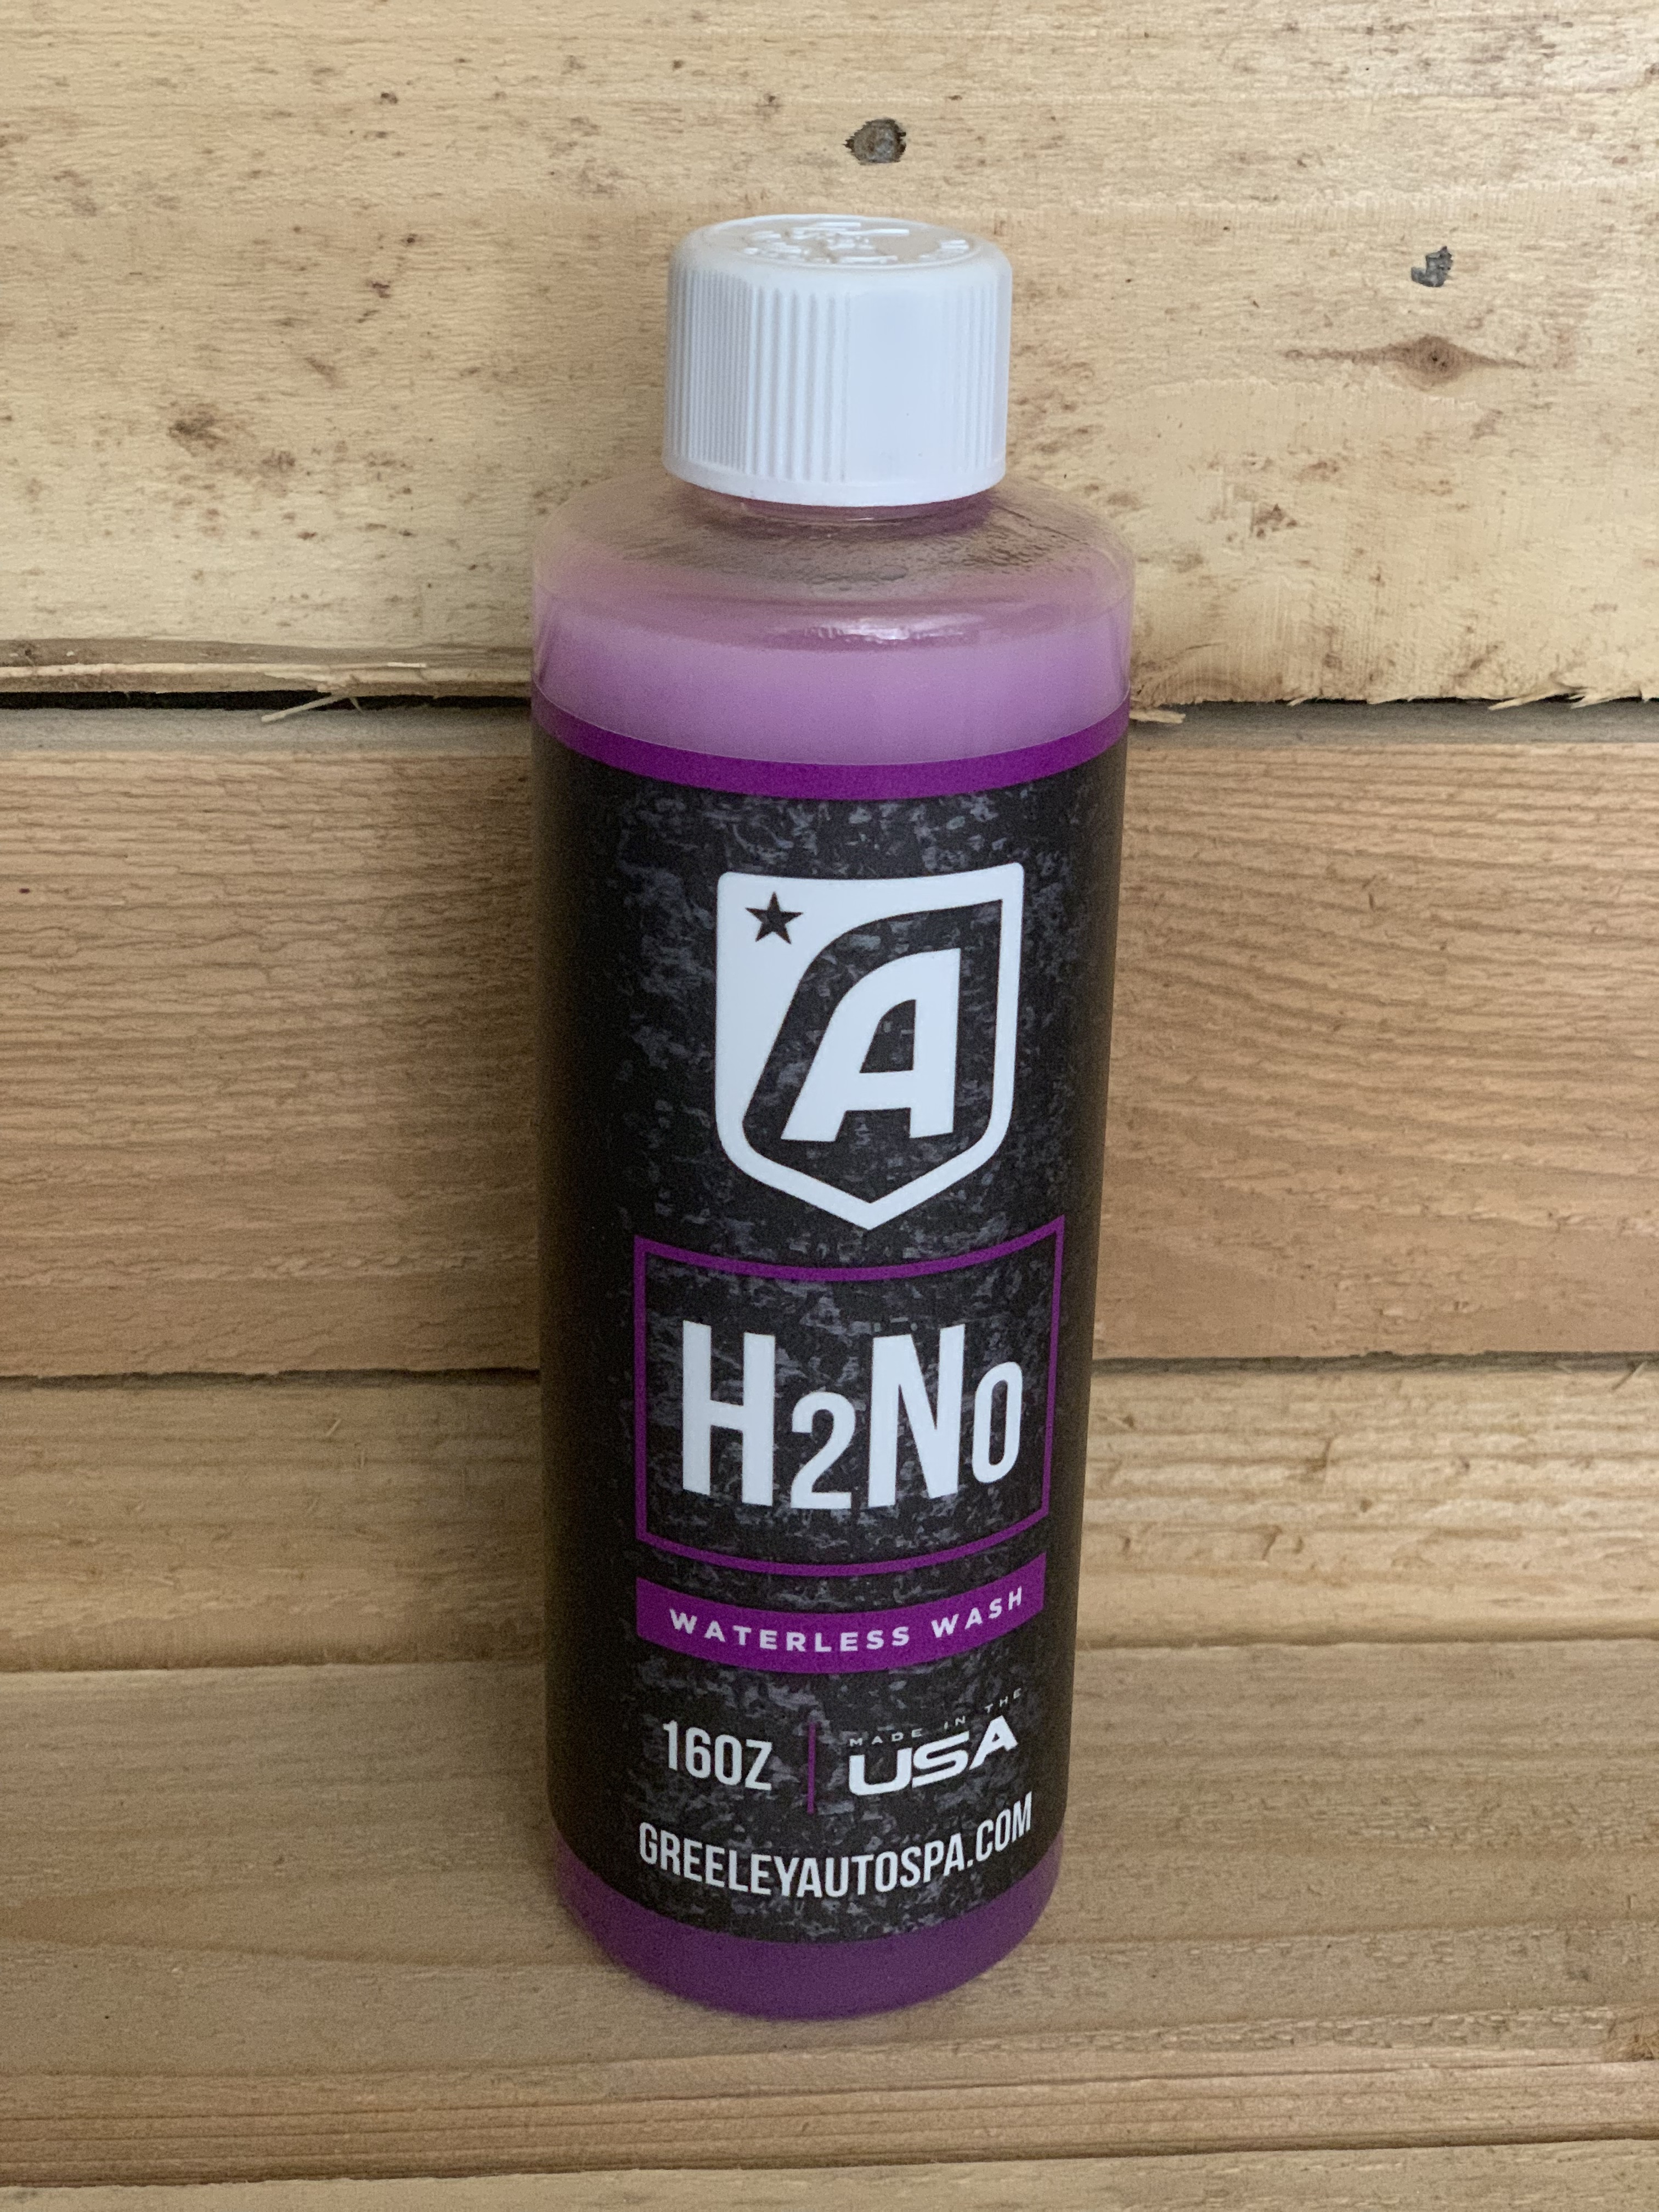 A
H2No
WATERLESS WASH
16OZ
MADE IN THE
USA
GREELEYAUTOSPA.COM